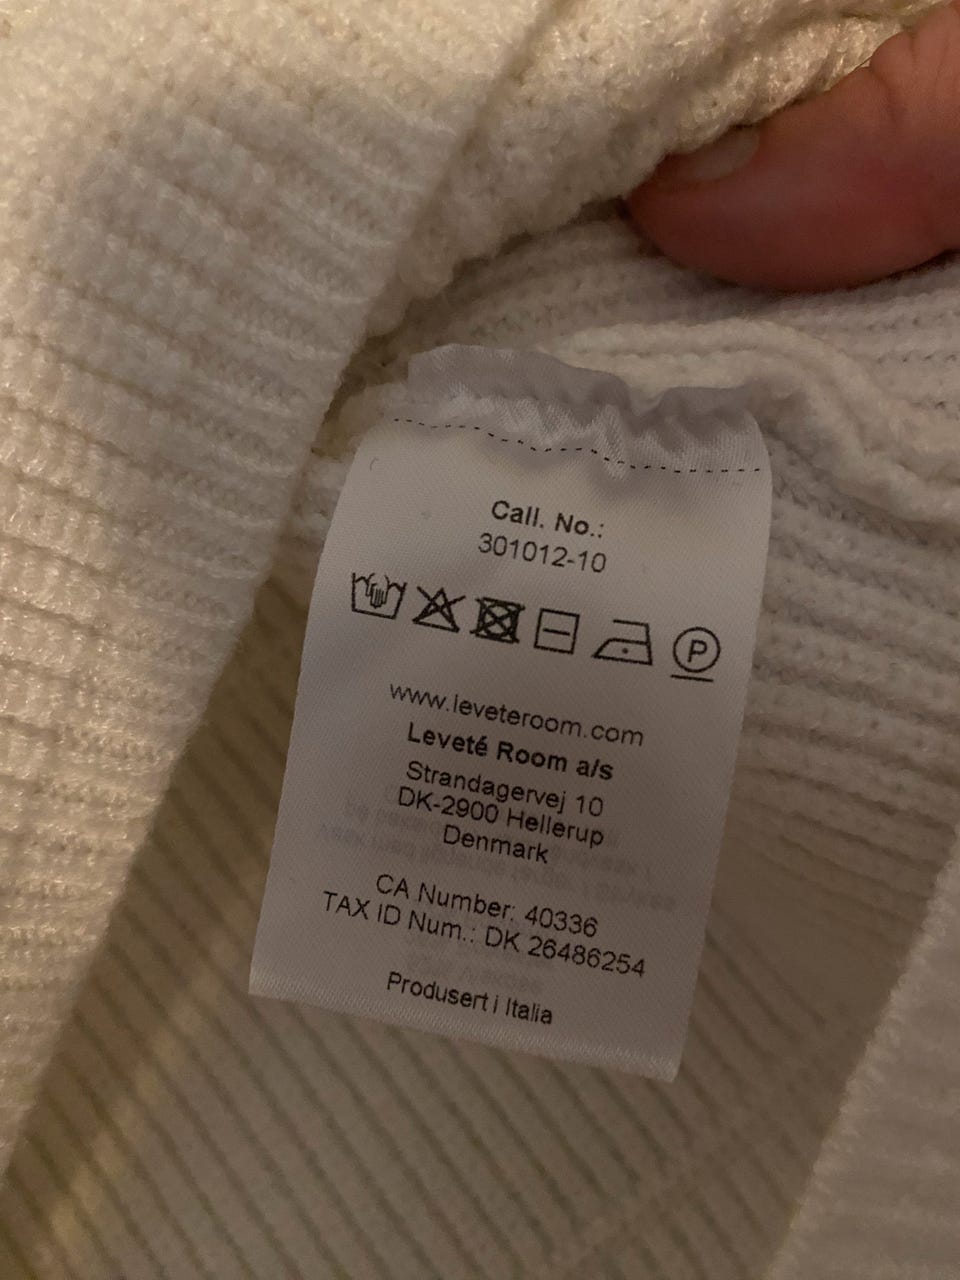 Call. No.:
301012-10
P
www.leveteroom.com
Leveté Room a/s
Strandagervej 10
DK-2900 Hellerup
Denmark
CA Number: 40336
TAX ID Num.: DK 26486254
Produsert i Italia